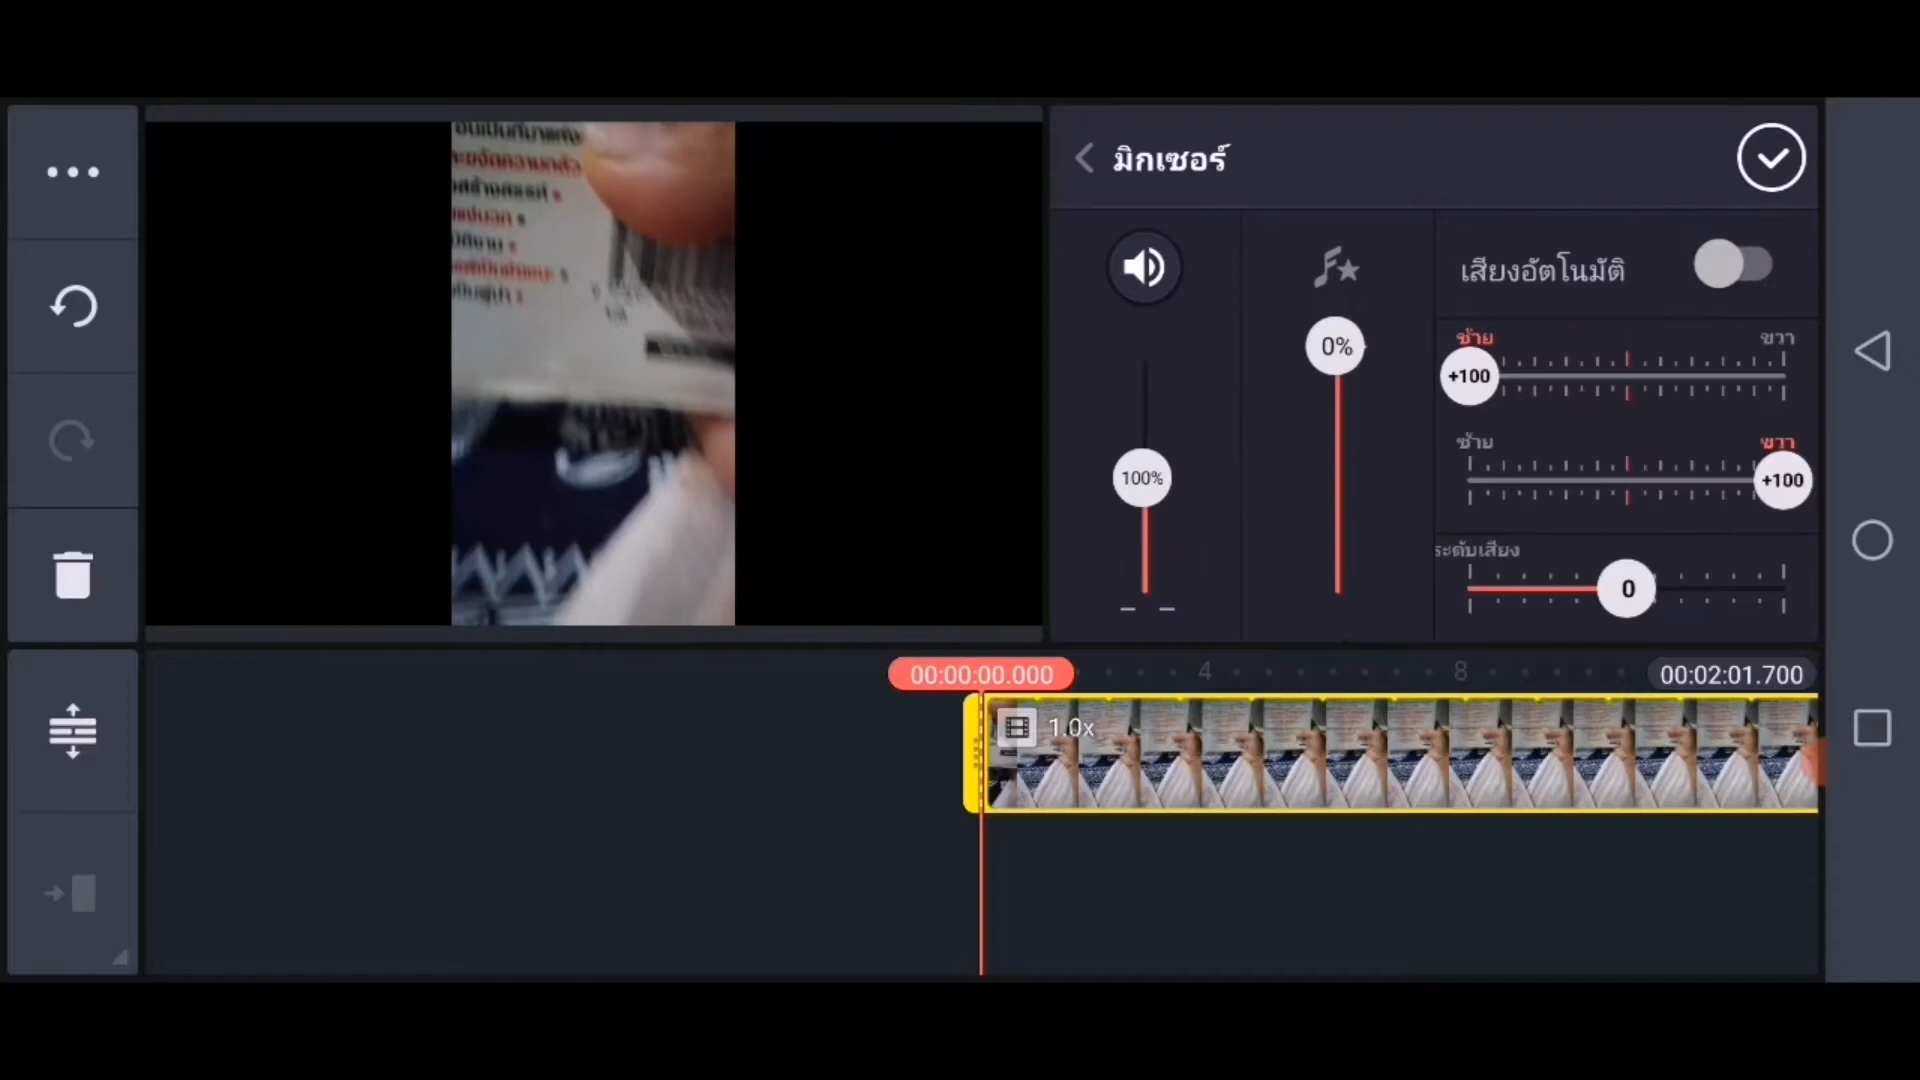 มิกเซอร์
เสียงอัตโนมัติ
0%
100%
ซ้าย
ขวา
+100
ซ้าย
ขวา
+100
ระดับเสียง
0
00:00:00.000
4
8
00:02:01.700
1.0x